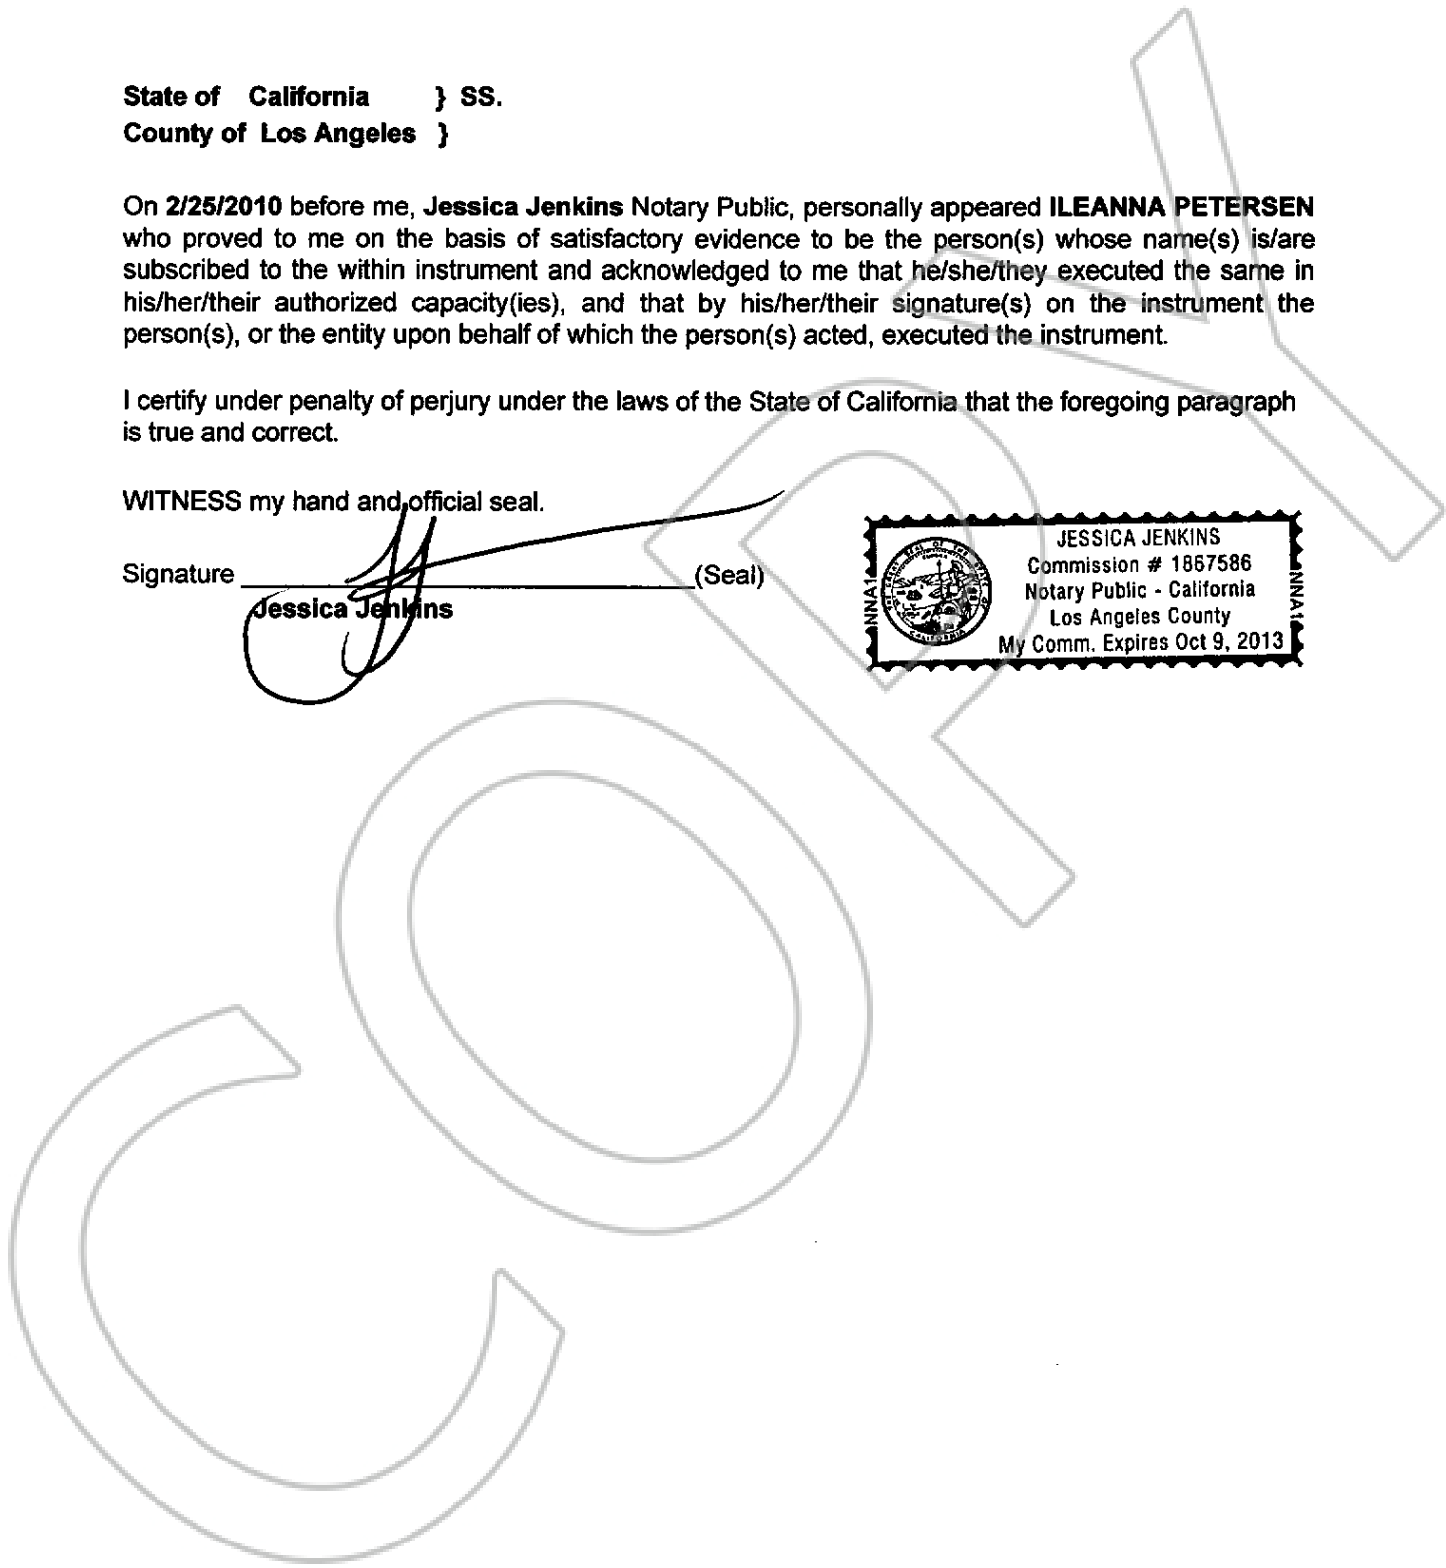 State of California } SS.
County of Los Angeles }
On 2/25/2010 before me, Jessica Jenkins Notary Public, personally appeared ILEANNA PETERSEN
who proved to me on the basis of satisfactory evidence to be the person(s) whose name(s) is/are
subscribed to the within instrument and acknowledged to me that he/she/they executed the same in
his/her/their authorized capacity(ies), and that by his/her/their signature(s) on the instrument the
person(s), or the entity upon behalf of which the person(s) acted, executed the instrument.
I certify under penalty of perjury under the laws of the State of California that the foregoing paragraph
is true and correct.
WITNESS my hand and official seal.
Signature (Seal)
Jessica Jenkins
JESSICA JENKINS
Commission # 1867586
Notary Public - California
Los Angeles County
My Comm. Expires Oct 9, 2013
NNA1
NNA1
CALIFORNIA
COPY